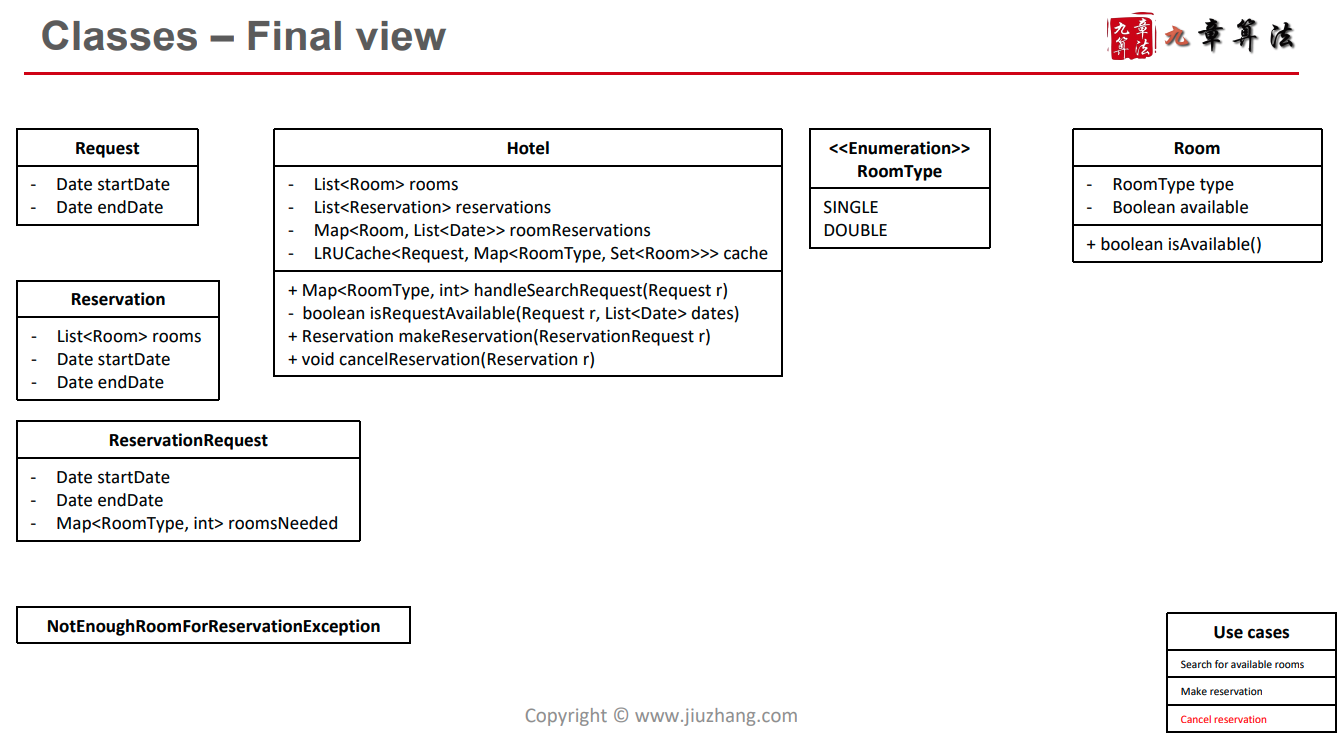 Classes – Final view
九章算法 九章算法
Request
- Date startDate
- Date endDate
Hotel
- List<Room> rooms
- List<Reservation> reservations
- Map<Room, List<Date>> roomReservations
- LRUCache<Request, Map<RoomType, Set<Room>>> cache
+ Map<RoomType, int> handleSearchRequest(Request r)
- boolean isRequestAvailable(Request r, List<Date> dates)
+ Reservation makeReservation(ReservationRequest r)
+ void cancelReservation(Reservation r)
<<Enumeration>>
RoomType
SINGLE
DOUBLE
Room
- RoomType type
- Boolean available
+ boolean isAvailable()
Reservation
- List<Room> rooms
- Date startDate
- Date endDate
ReservationRequest
- Date startDate
- Date endDate
- Map<RoomType, int> roomsNeeded
NotEnoughRoomForReservationException
Use cases
Search for available rooms
Make reservation
Cancel reservation
Copyright © www.jiuzhang.com